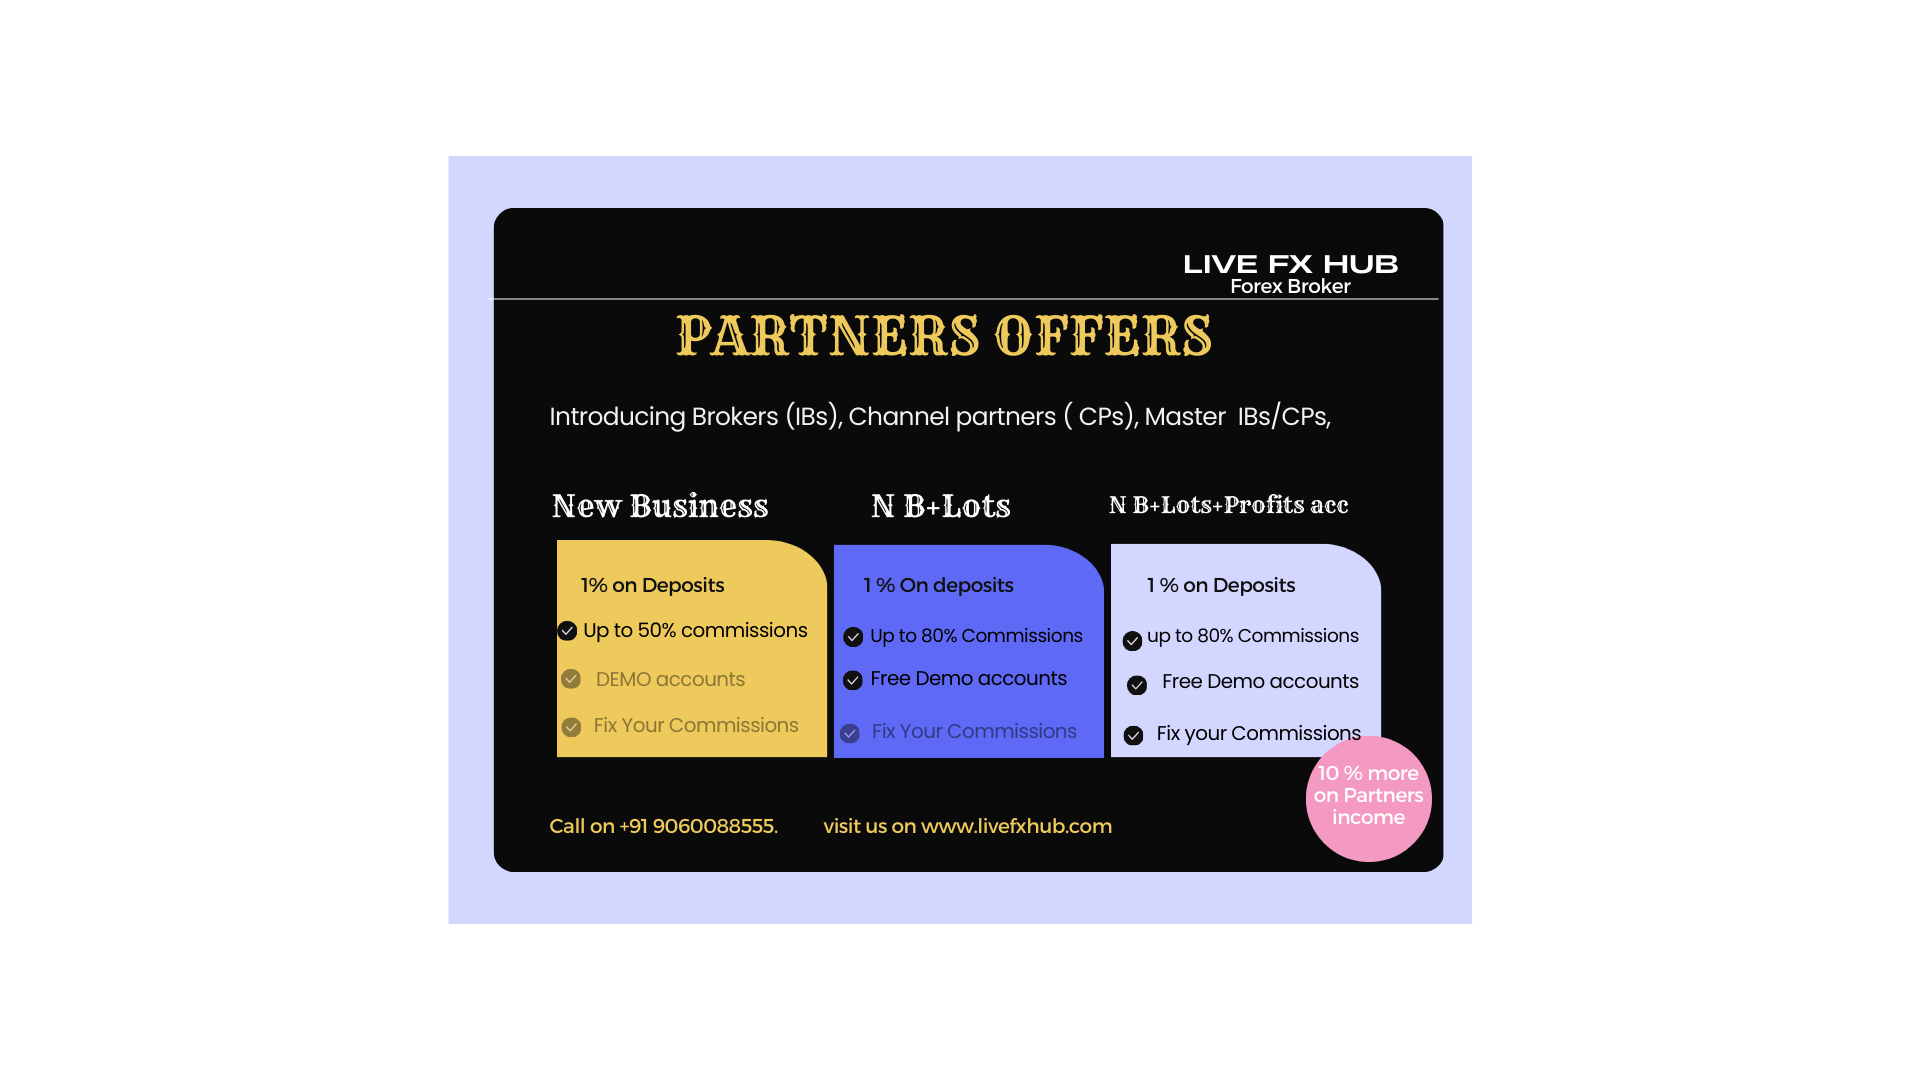 LIVE FX HUB
Forex Broker
PARTNERS OFFERS
Introducing Brokers (IBs), Channel partners ( CPs), Master IBs/CPs,
New Business
1% on Deposits
Up to 50% commissions
DEMO accounts
Fix Your Commissions
N B+Lots
1 % On deposits
Up to 80% Commissions
Free Demo accounts
Fix Your Commissions
N B+Lots+Profits acc
1 % on Deposits
up to 80% Commissions
Free Demo accounts
Fix your Commissions
10 % more
on Partners
income
Call on +91 9060088555.
visit us on www.livefxhub.com